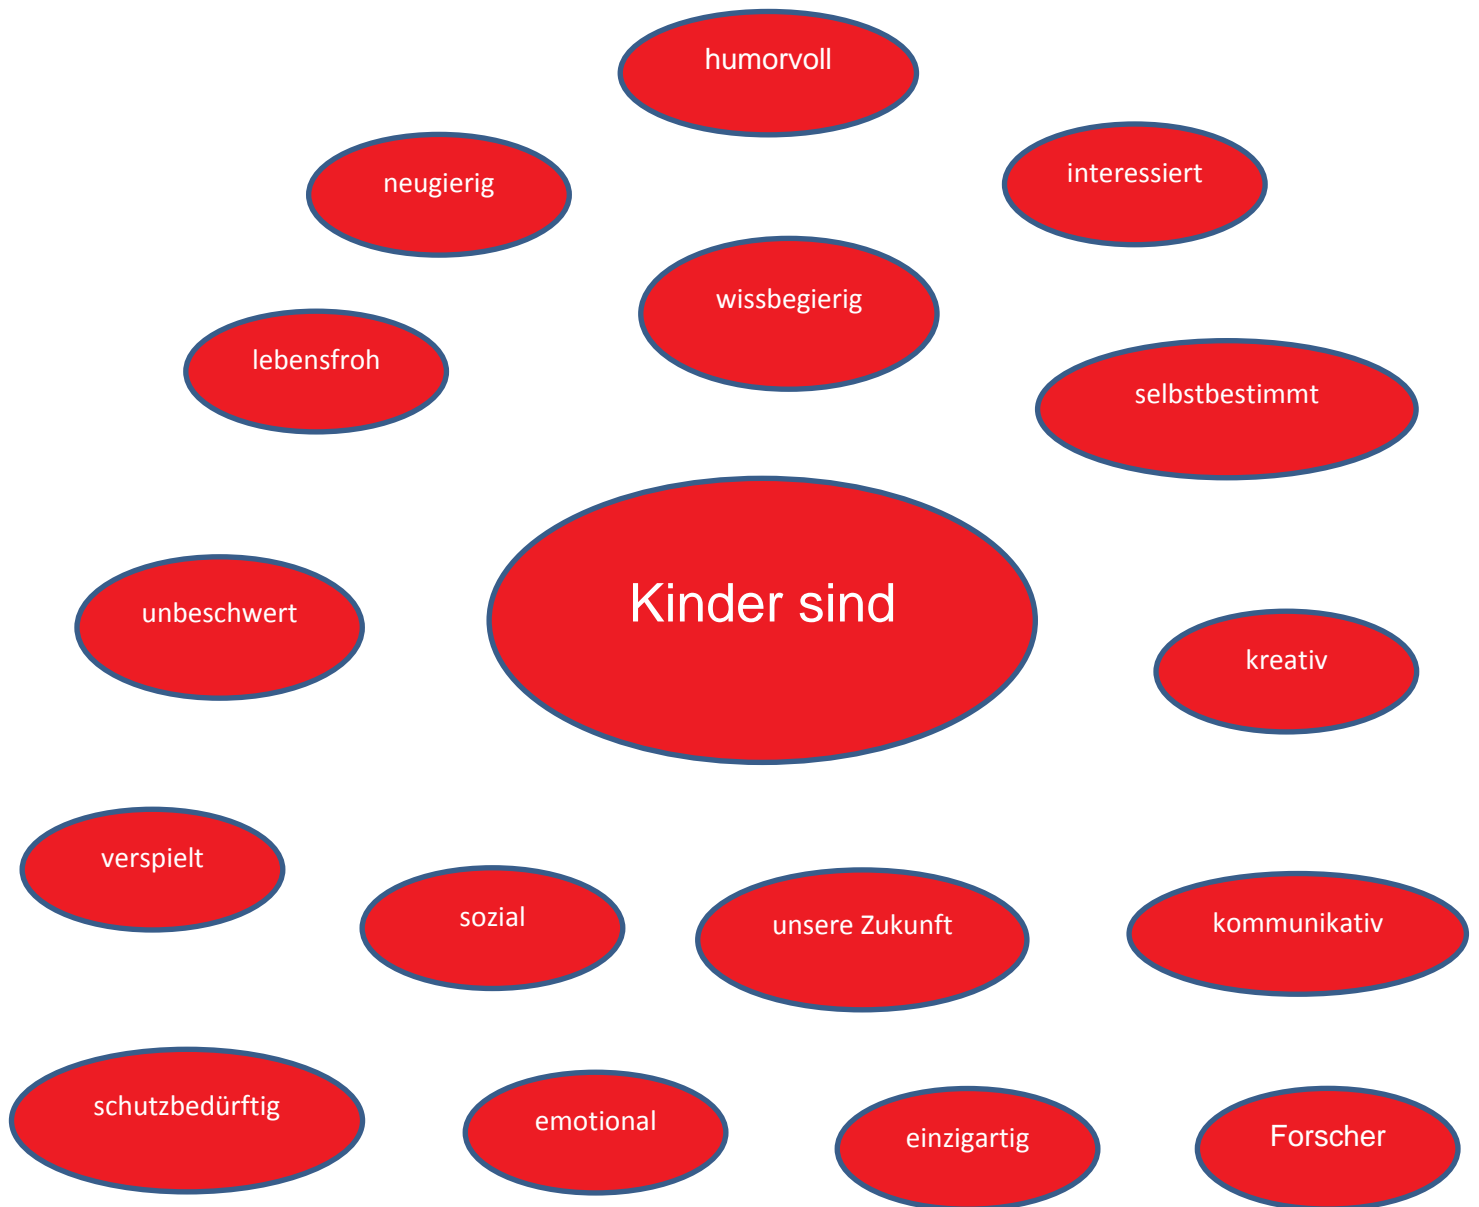 humorvoll
neugierig
interessiert
wissbegierig
lebensfroh
selbstbestimmt
Kinder sind
unbeschwert
kreativ
verspielt
sozial
unsere Zukunft
kommunikativ
schutzbedürftig
emotional
einzigartig
Forscher